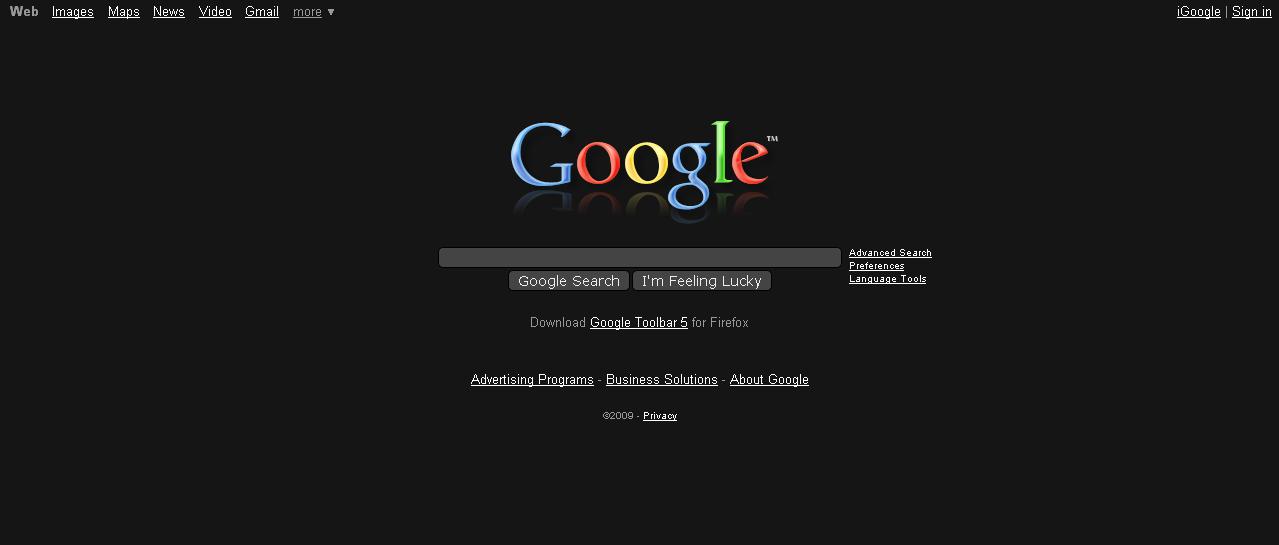 Web Images Maps News Video Gmail more ▼
iGoogle | Sign in
Google™
Advanced Search
Preferences
Language Tools
Google Search I'm Feeling Lucky
Download Google Toolbar 5 for Firefox
Advertising Programs - Business Solutions - About Google
©2009 - Privacy